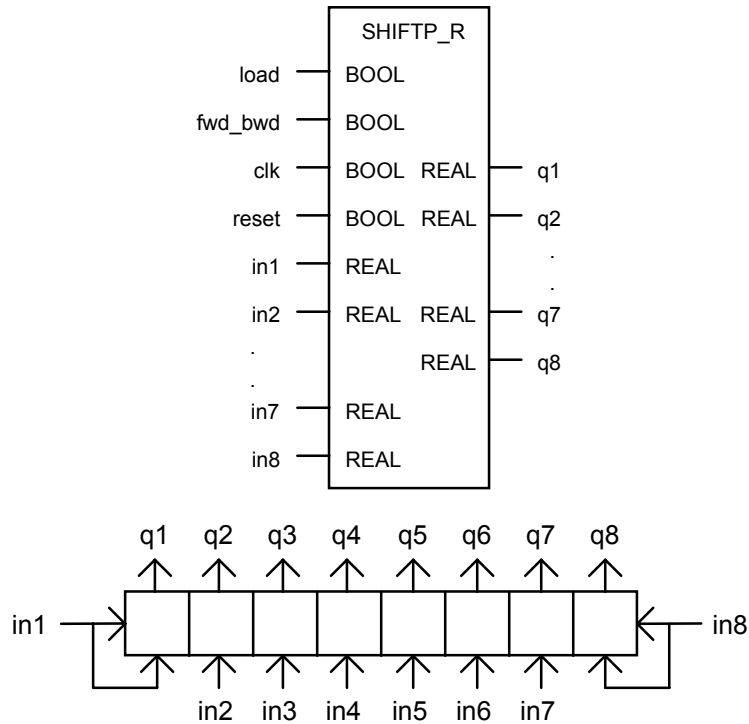 SHIFTP_R
load BOOL
fwd_bwd BOOL
clk BOOL REAL q1
reset BOOL REAL q2
in1 REAL .
in2 REAL REAL q7
. REAL q8
.
in7 REAL
in8 REAL
q1 q2 q3 q4 q5 q6 q7 q8
in1 in8
in2 in3 in4 in5 in6 in7